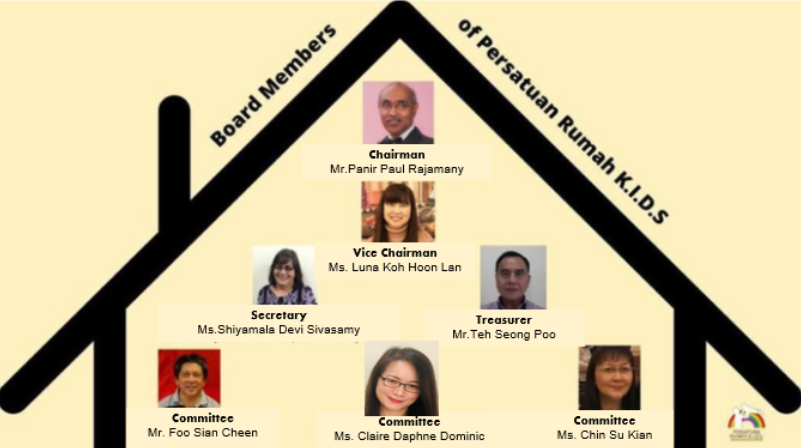 Board Members
of Persatuan Rumah K.I.D.S
Chairman
Mr.Panir Paul Rajamany
Vice Chairman
Ms. Luna Koh Hoon Lan
Secretary
Ms.Shiyamala Devi Sivasamy
Treasurer
Mr.Teh Seong Poo
Committee
Mr. Foo Sian Cheen
Committee
Ms. Claire Daphne Dominic
Committee
Ms. Chin Su Kian